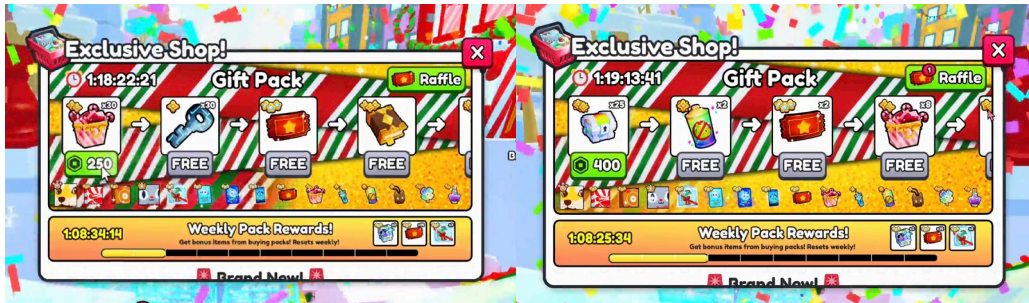 Exclusive Shop!
X
1:18:22:21
Gift Pack
Raffle
x30
x30
250
FREE
FREE
FREE
B
1:08:34:14
Weekly Pack Rewards!
Get bonus items from buying packs! Resets weekly!
Brand New!
Exclusive Shop!
X
1:19:13:41
Gift Pack
1
Raffle
x25
x2
x2
x8
400
FREE
FREE
FREE
1:08:25:34
Weekly Pack Rewards!
Get bonus items from buying packs! Resets weekly!
Brand New!